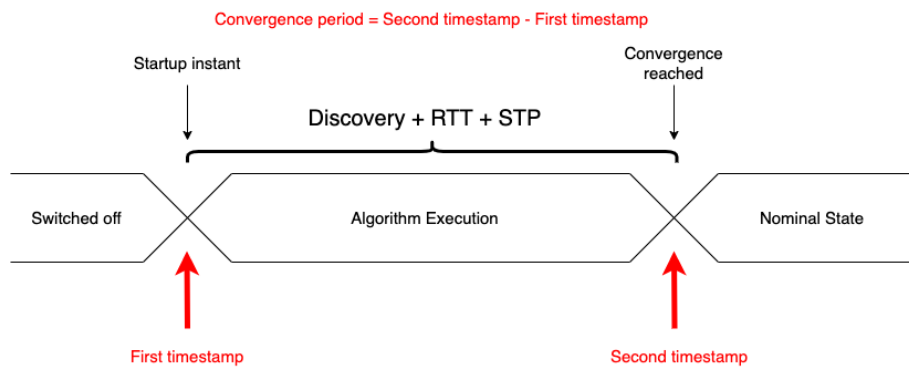 Convergence period = Second timestamp - First timestamp
Startup instant
Convergence
reached
Discovery + RTT + STP
Switched off
Algorithm Execution
Nominal State
First timestamp
Second timestamp